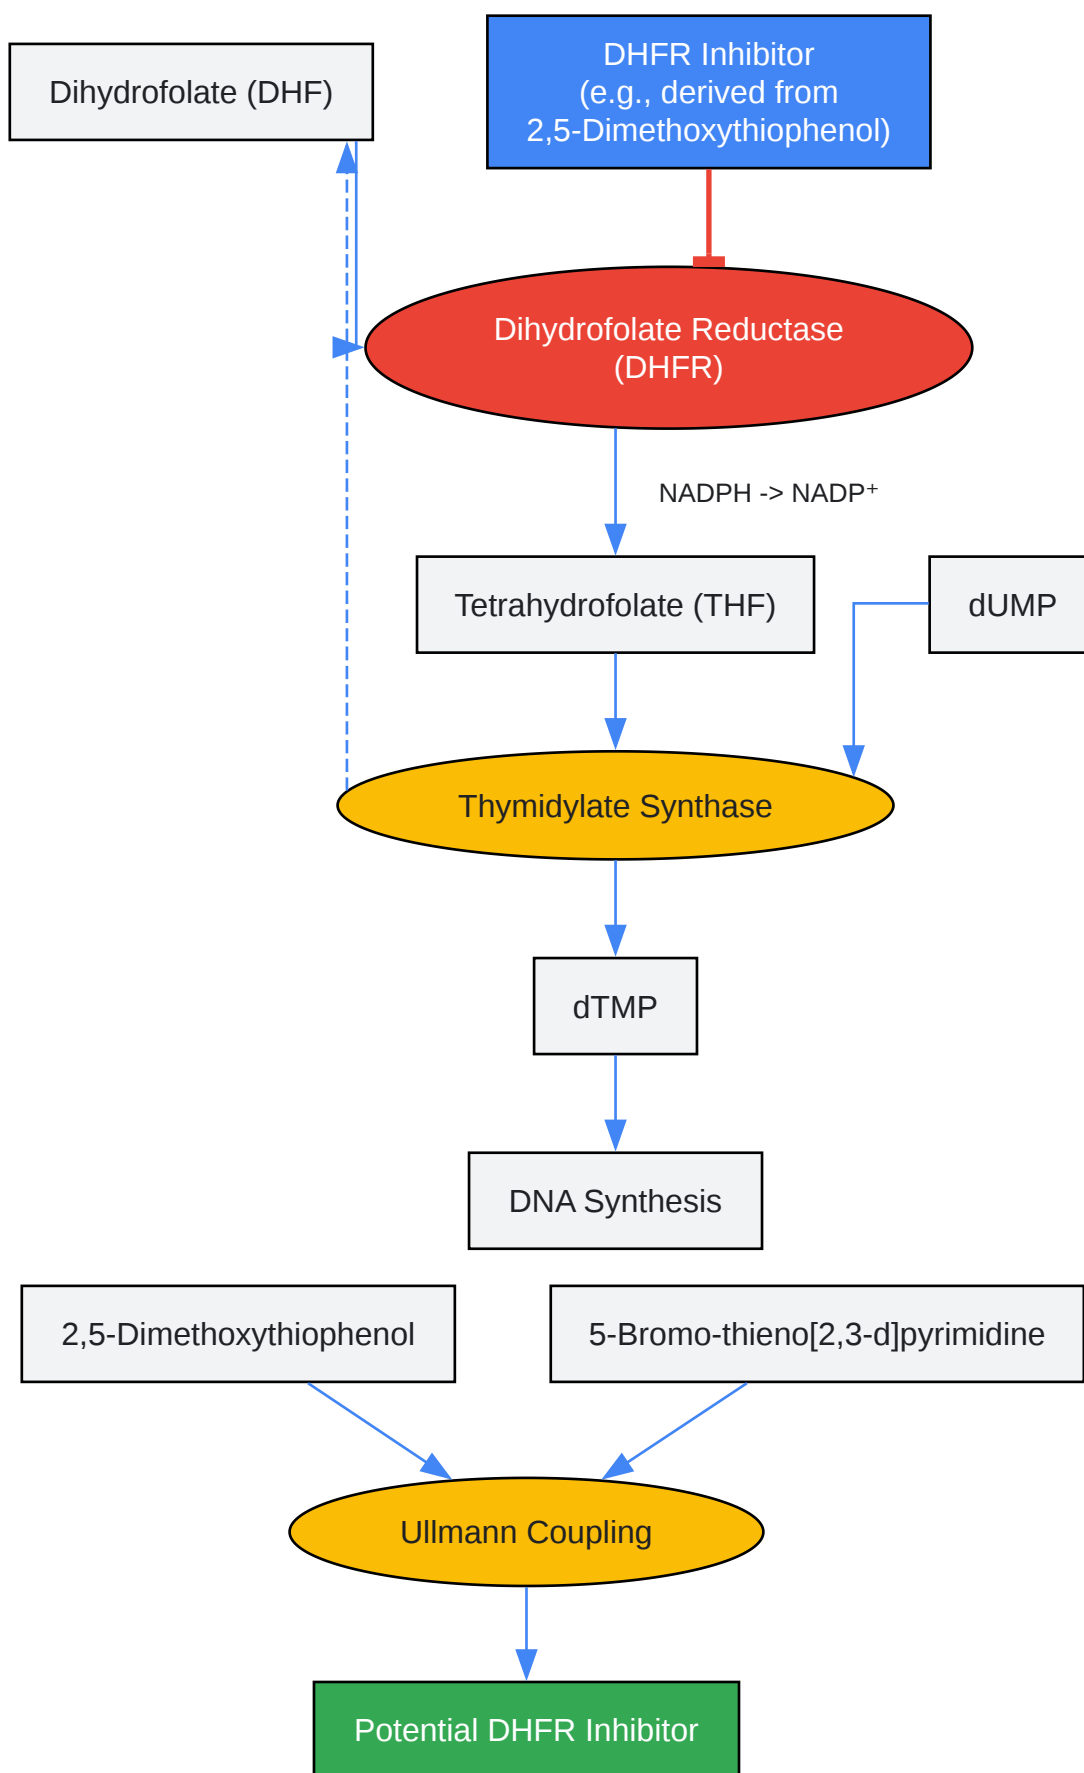 Dihydrofolate (DHF)
DHFR Inhibitor
(e.g., derived from
2,5-Dimethoxythiophenol)
Dihydrofolate Reductase
(DHFR)
NADPH -> NADP⁺
Tetrahydrofolate (THF)
dUMP
Thymidylate Synthase
dTMP
DNA Synthesis
2,5-Dimethoxythiophenol
5-Bromo-thieno[2,3-d]pyrimidine
Ullmann Coupling
Potential DHFR Inhibitor